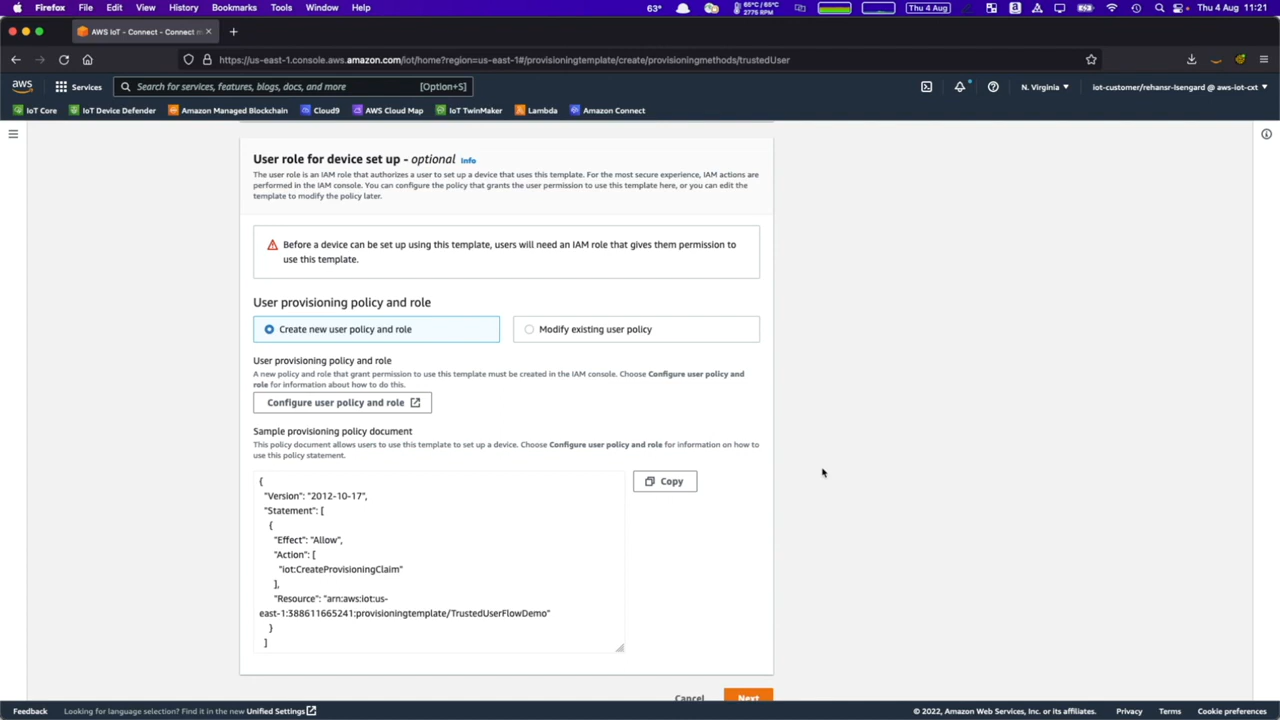 Firefox File Edit View History Bookmarks Tools Window Help 63° 65°C/65°C 2775 RPM Thu 4 Aug A Thu 4 Aug 11:21
AWS IoT - Connect - Connect m
https://us-east-1.console.aws.amazon.com/iot/home?region=us-east-1#/provisioningtemplate/create/provisioningmethods/trustedUser
aws Services Search for services, features, blogs, docs, and more [Option+S] N. Virginia iot-customer/rehansr-Isengard @ aws-iot-cxt
IoT Core IoT Device Defender Amazon Managed Blockchain Cloud9 AWS Cloud Map IoT TwinMaker Lambda Amazon Connect
User role for device set up - optional Info
The user role is an IAM role that authorizes a user to set up a device that uses this template. For the most secure experience, IAM actions are
performed in the IAM console. You can configure the policy that grants the user permission to use this template here, or you can edit the
template to modify the policy later.
Before a device can be set up using this template, users will need an IAM role that gives them permission to
use this template.
User provisioning policy and role
Create new user policy and role Modify existing user policy
User provisioning policy and role
A new policy and role that grant permission to use this template must be created in the IAM console. Choose Configure user policy and
role for information about how to do this.
Configure user policy and role
Sample provisioning policy document
This policy document allows users to use this template to set up a device. Choose Configure user policy and role for information on how to
use this policy statement.
{
"Version": "2012-10-17",
"Statement": [
{
"Effect": "Allow",
"Action": [
"iot:CreateProvisioningClaim"
],
"Resource": "arn:aws:iot:us-
east-1:388611665241:provisioningtemplate/TrustedUserFlowDemo"
}
]
Copy
Cancel Next
Feedback Looking for language selection? Find it in the new Unified Settings © 2022, Amazon Web Services, Inc. or its affiliates. Privacy Terms Cookie preferences